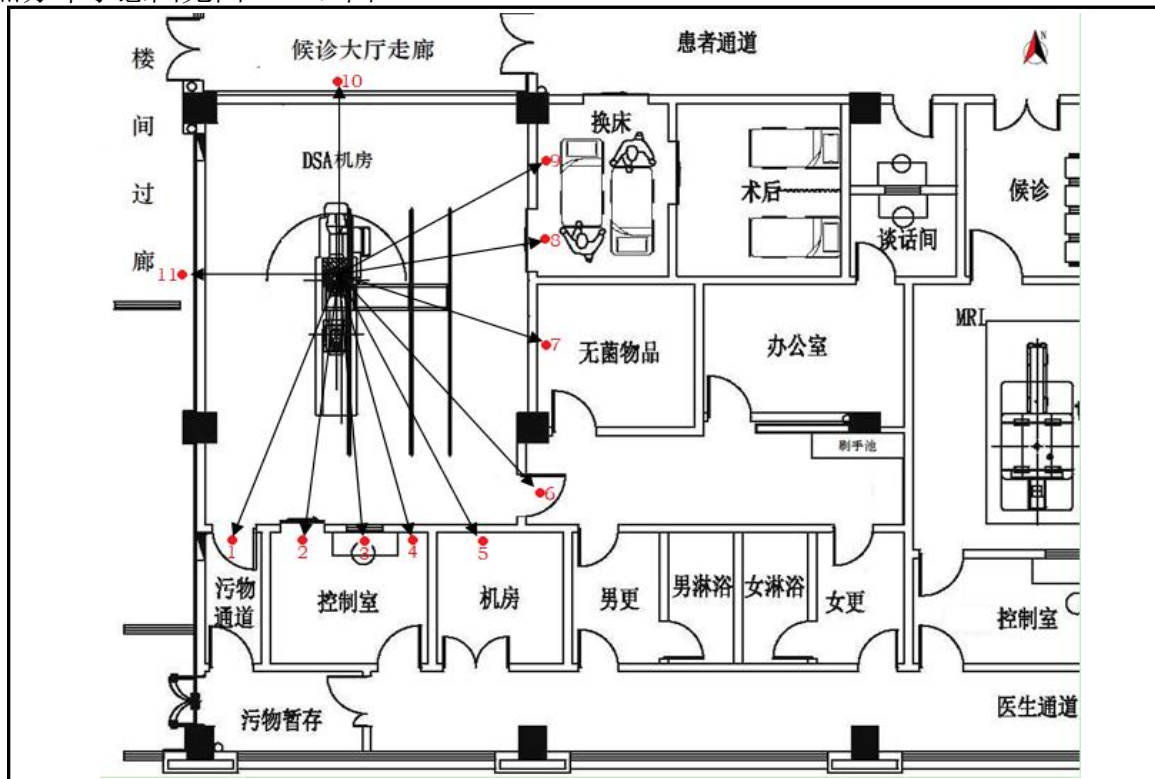 患者通道
N
候诊大厅走廊
楼间过廊
10
换床
DSA机房
9
术后
候诊
8
谈话间
11
MRI
7
无菌物品
办公室
刷手池
6
1
2
3
4
5
污物通道
控制室
机房
男更
男淋浴
女淋浴
女更
控制室
污物暂存
医生通道